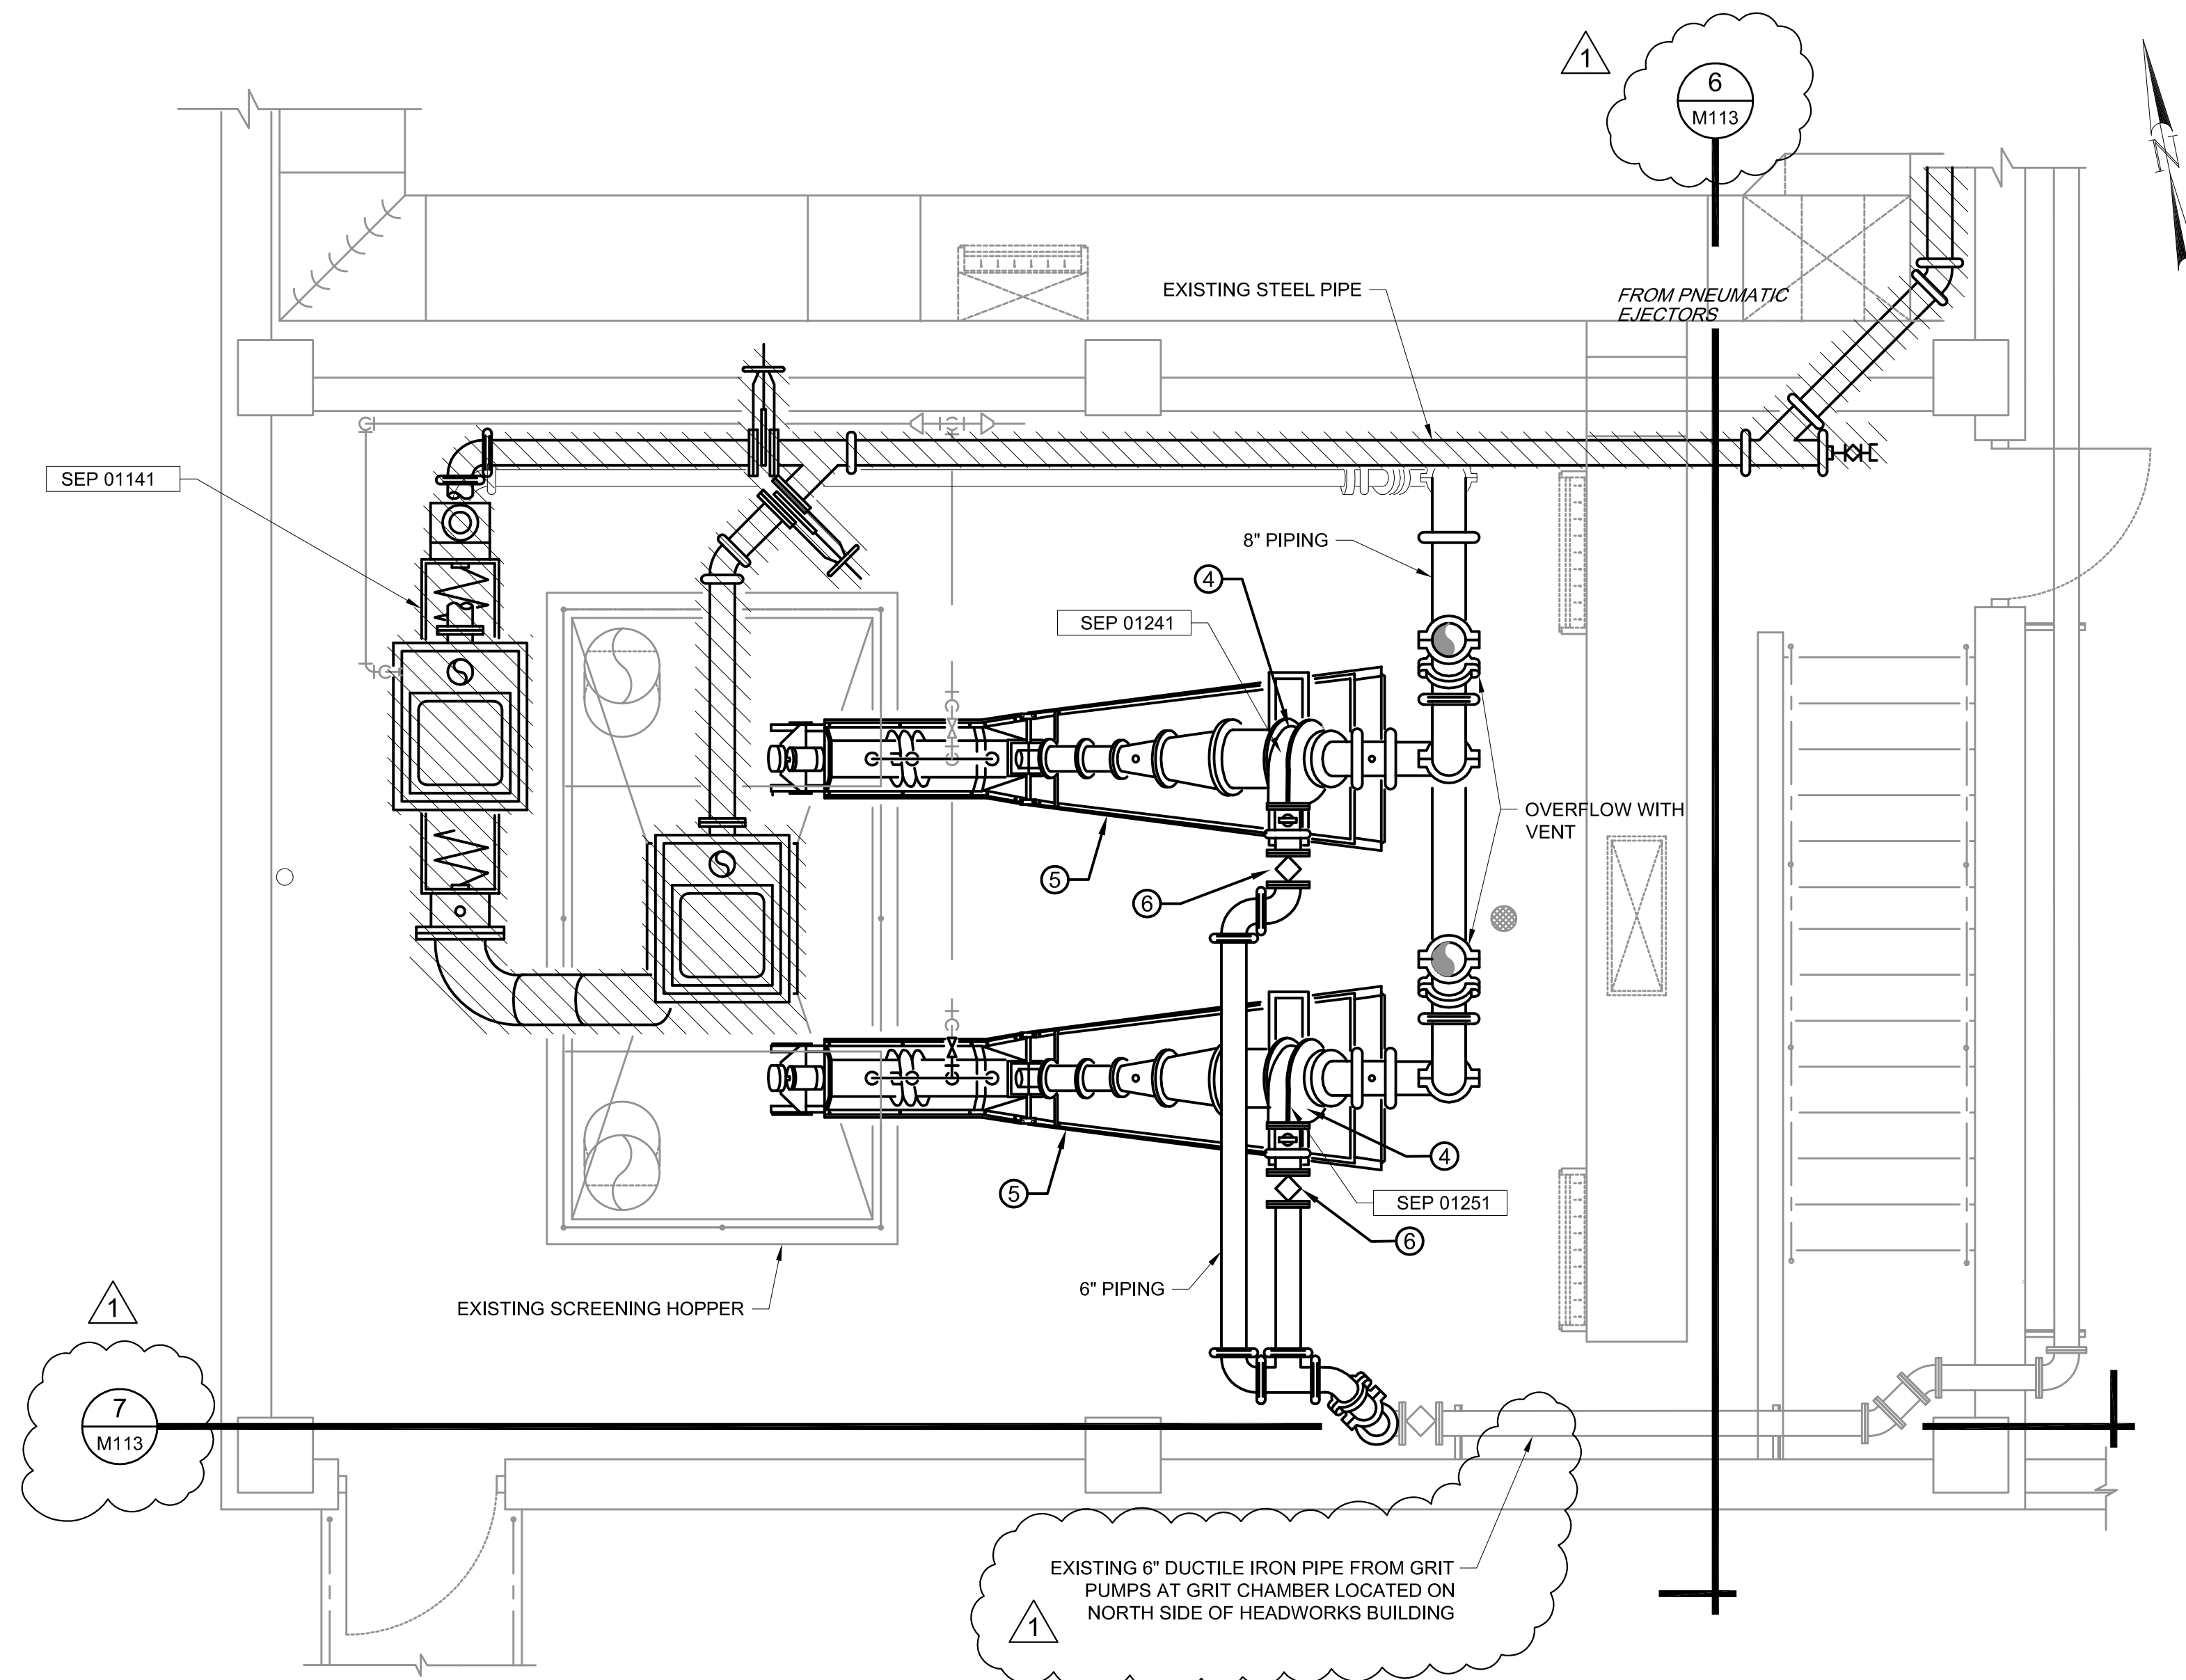 1
6
M113
N
EXISTING STEEL PIPE
FROM PNEUMATIC
EJECTORS
SEP 01141
8" PIPING
4
SEP 01241
OVERFLOW WITH
VENT
5
6
4
5
SEP 01251
6
6" PIPING
EXISTING SCREENING HOPPER
1
7
M113
EXISTING 6" DUCTILE IRON PIPE FROM GRIT
PUMPS AT GRIT CHAMBER LOCATED ON
NORTH SIDE OF HEADWORKS BUILDING
1